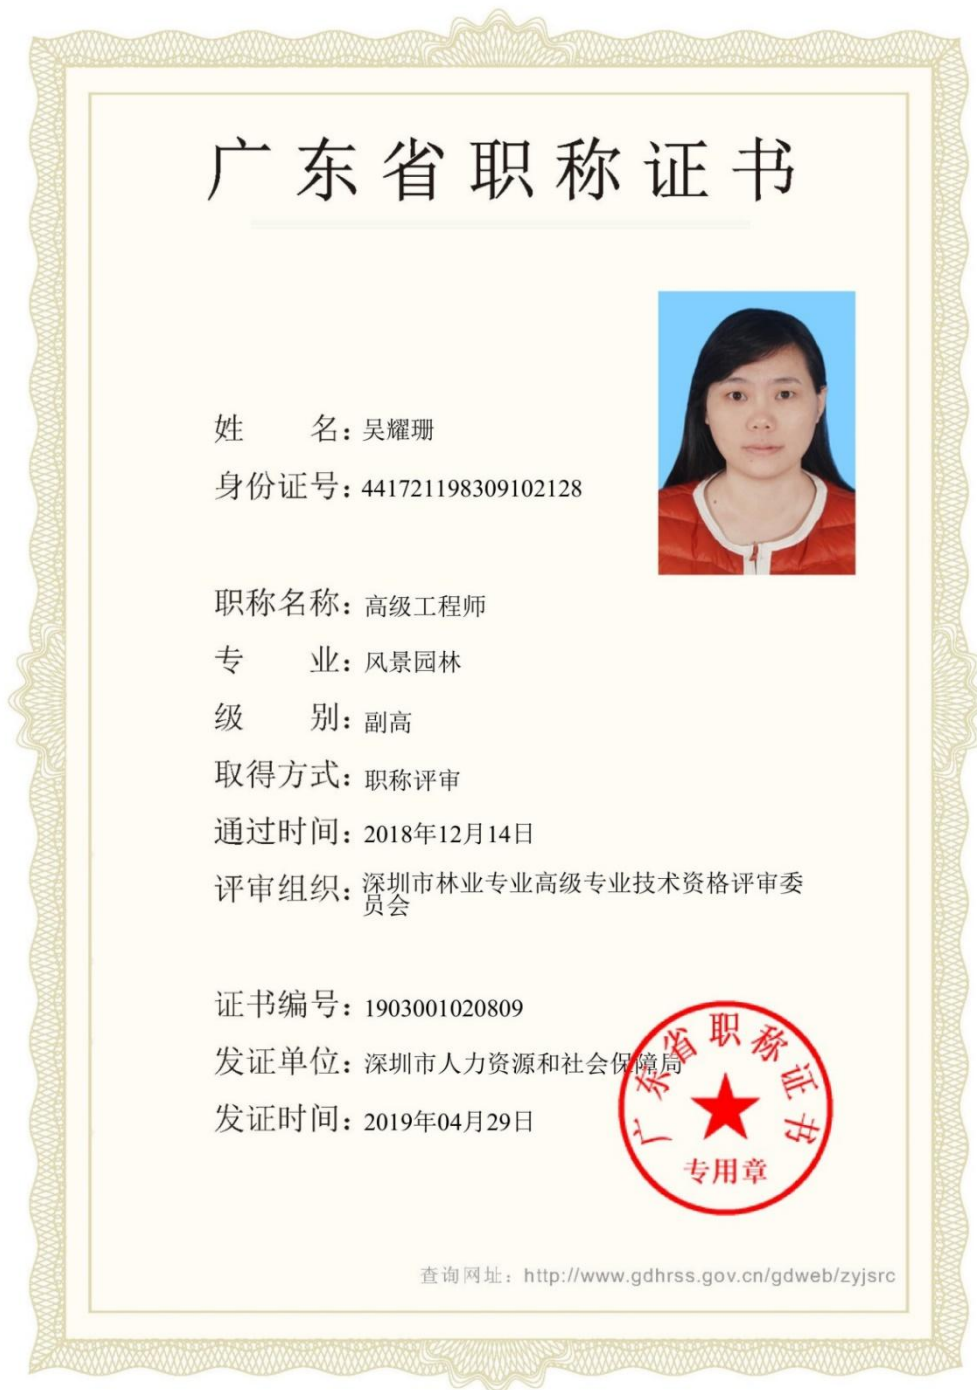 广东省职称证书
姓名：吴耀珊
身份证号：441721198309102128
职称名称：高级工程师
专业：风景园林
级别：副高
取得方式：职称评审
通过时间：2018年12月14日
评审组织：深圳市林业专业高级专业技术资格评审委
员会
证书编号：1903001020809
发证单位：深圳市人力资源和社会保障局
发证时间：2019年04月29日
广东省职称证书
专用章
查询网址：http://www.gdhrss.gov.cn/gdweb/zyjsrc